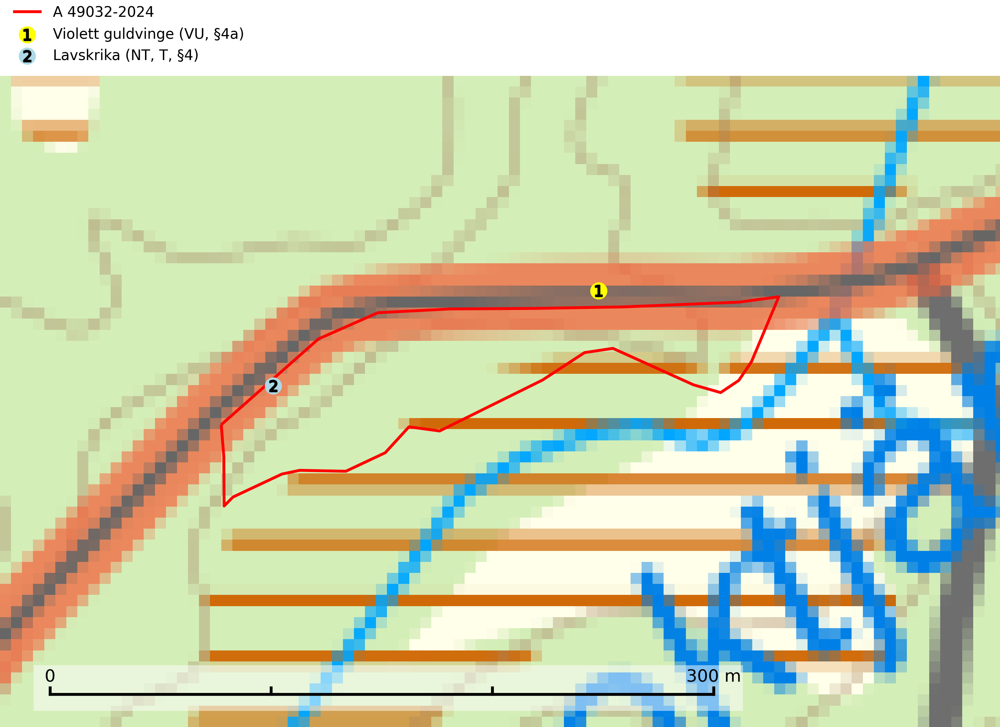 A 49032-2024
1 Violett guldvinge (VU, §4a)
2 Lavskrika (NT, T, §4)
1
2
0 300 m